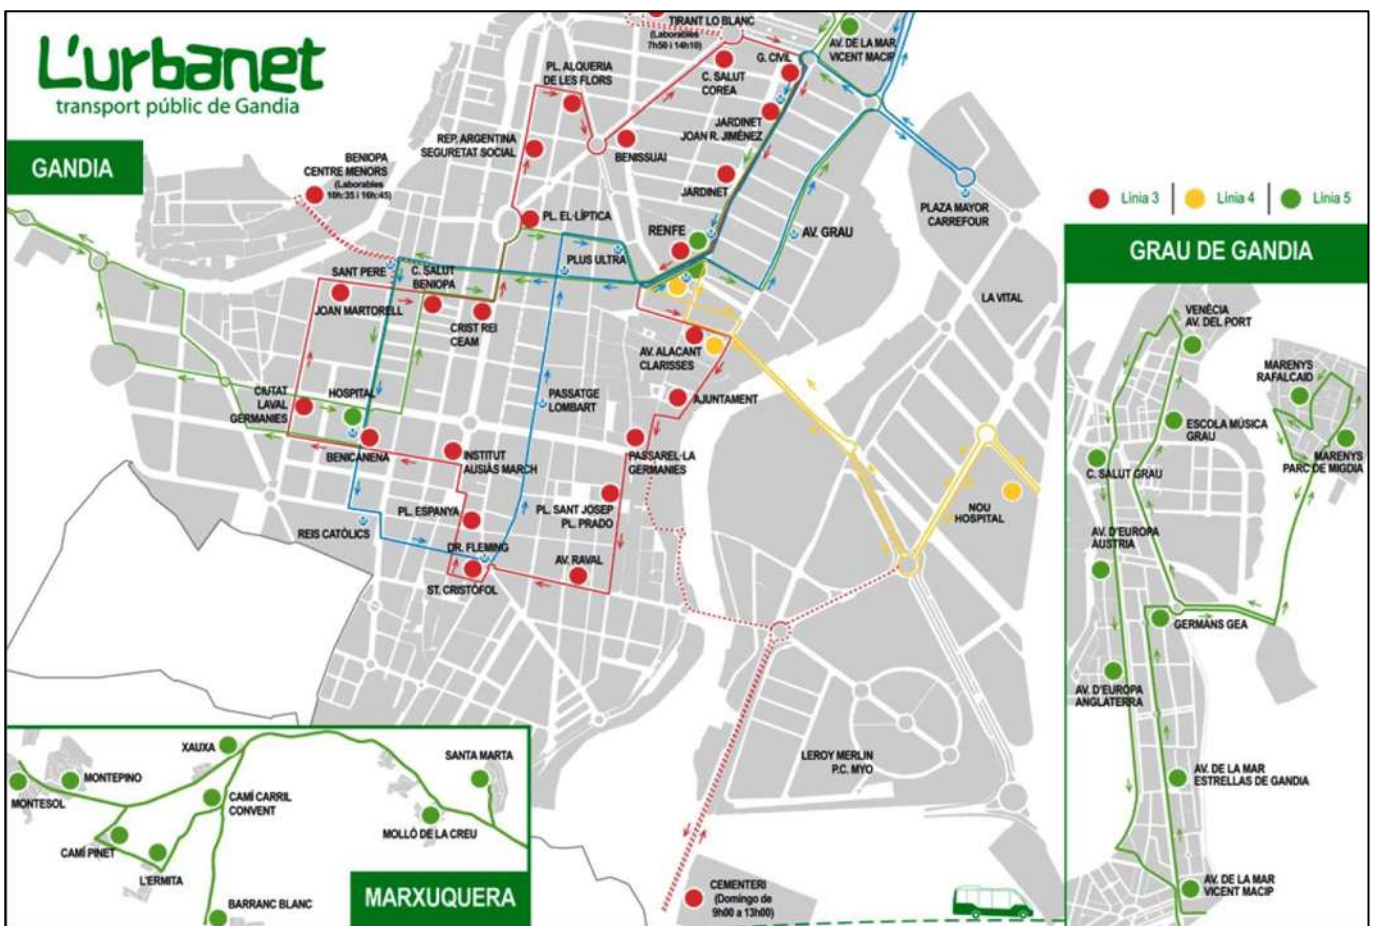 L'urbanet
transport públic de Gandia
GANDIA
TIRANT LO BLANC
(Laborables
7h50 i 14h10)
AV. DE LA MAR
VICENT MACIP
G. CIVIL
C. SALUT
COREA
PL. ALQUERIA
DE LES FLORS
JARDINET
JOAN R. JIMÉNEZ
REP. ARGENTINA
SEGURETAT SOCIAL
BENISSUAI
BENIOPA
CENTRE MENORS
(Laborables
10h:35 i 16h:45)
JARDINET
PLAZA MAYOR
CARREFOUR
PL. EL·LÍPTICA
RENFE
AV. GRAU
PLUS ULTRA
SANT PERE
C. SALUT
BENIOPA
JOAN MARTORELL
CRIST REI
CEAM
LA VITAL
AV. ALACANT
CLARISSES
CIUTAT
LAVAL
GERMANIES
HOSPITAL
PASSATGE
LOMBART
AJUNTAMENT
BENICANENA
INSTITUT
AUSIÀS MARCH
PASSAREL·LA
GERMANIES
PL. ESPANYA
PL. SANT JOSEP
PL. PRADO
NOU
HOSPITAL
REIS CATÒLICS
DR. FLEMING
AV. RAVAL
ST. CRISTÒFOL
LEROY MERLIN
P.C. MYO
CEMENTERI
(Domingo de
9h00 a 13h00)
Línia 3
Línia 4
Línia 5
GRAU DE GANDIA
VENÈCIA
AV. DEL PORT
MARENYS
RAFALCAID
ESCOLA MÚSICA
GRAU
MARENYS
PARC DE MIGDIA
C. SALUT GRAU
AV. D'EUROPA
ÀUSTRIA
GERMANS GEA
AV. D'EUROPA
ANGLATERRA
AV. DE LA MAR
ESTRELLAS DE GANDIA
AV. DE LA MAR
VICENT MACIP
XAUXA
SANTA MARTA
MONTEPINO
MONTESOL
CAMÍ CARRIL
CONVENT
MOLLÓ DE LA CREU
CAMÍ PINET
L'ERMITA
BARRANC BLANC
MARXUQUERA